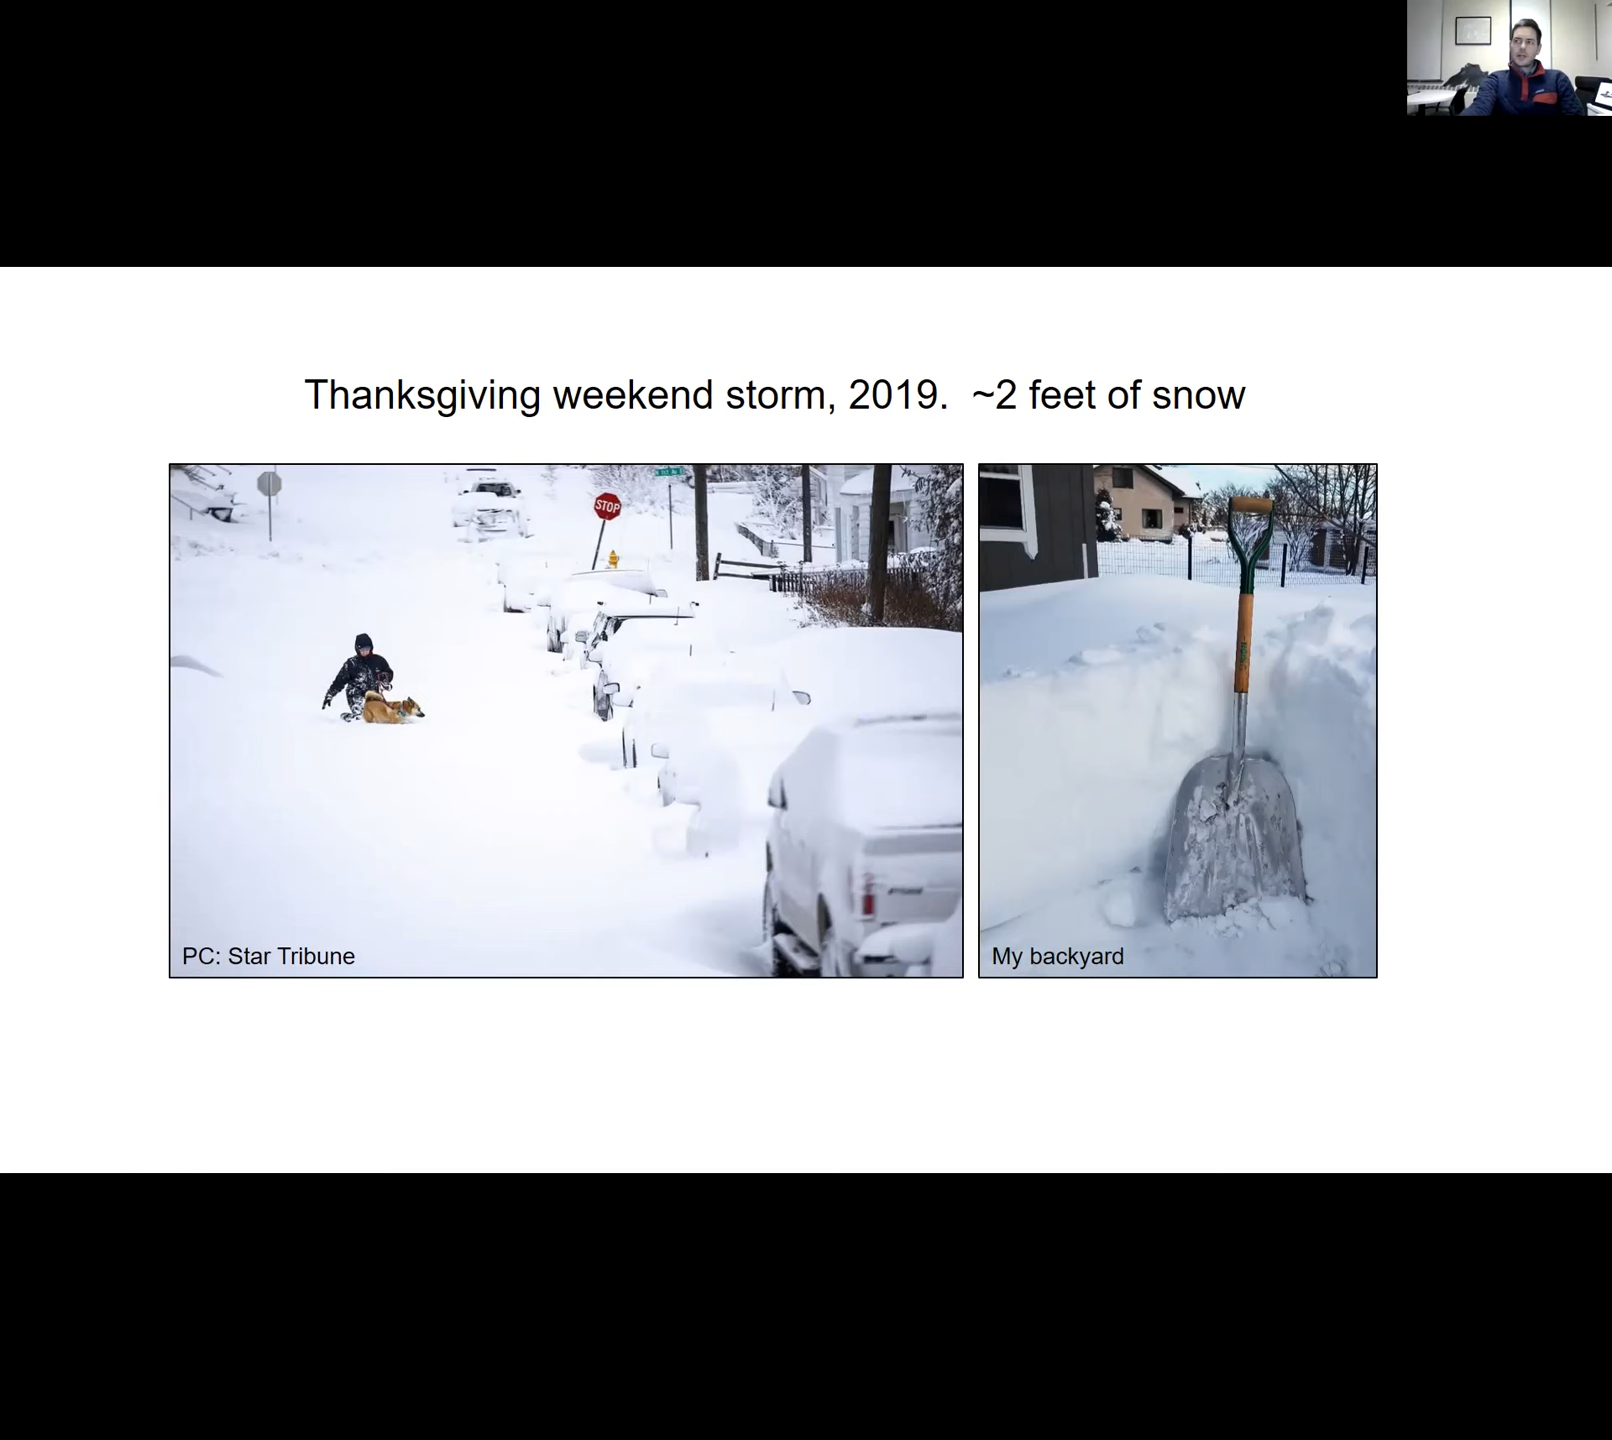 Thanksgiving weekend storm, 2019. ~2 feet of snow
STOP
PC: Star Tribune
My backyard